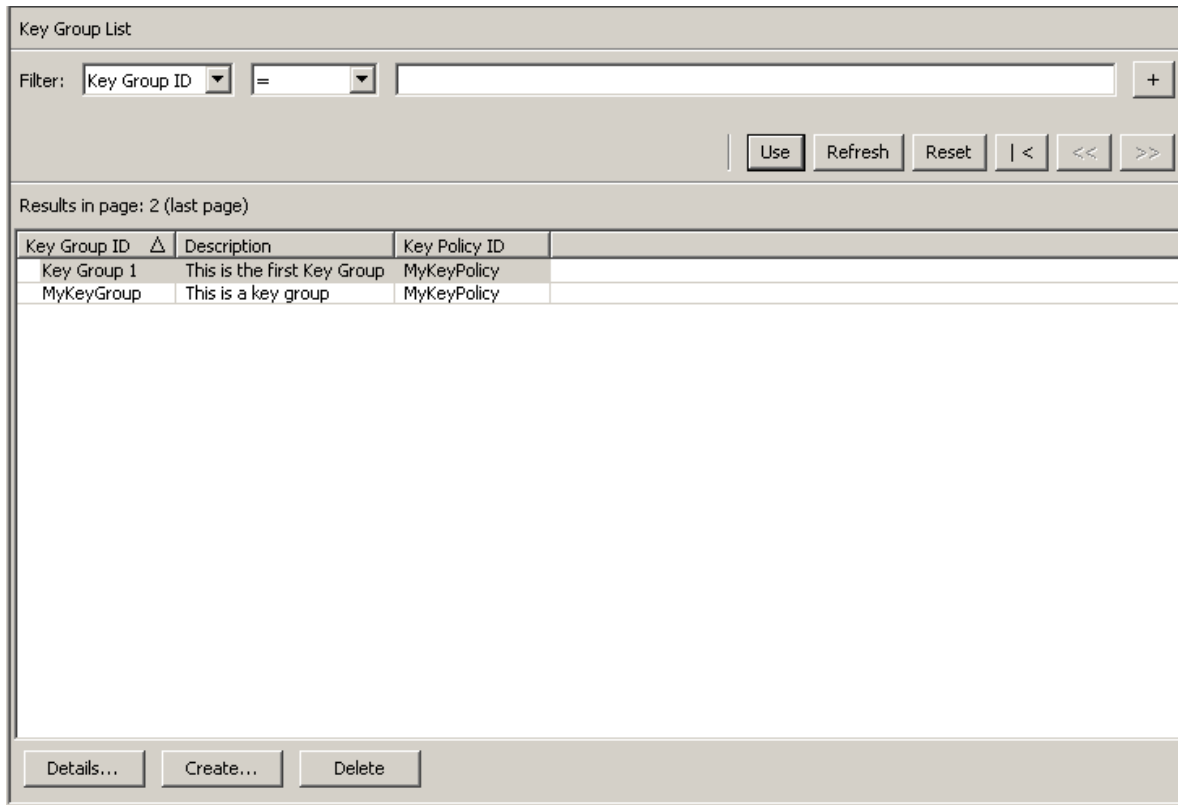 Key Group List
Filter: Key Group ID = +
Use Refresh Reset |< << >>
Results in page: 2 (last page)
Key Group ID Description Key Policy ID
Key Group 1 This is the first Key Group MyKeyPolicy
MyKeyGroup This is a key group MyKeyPolicy
Details... Create... Delete